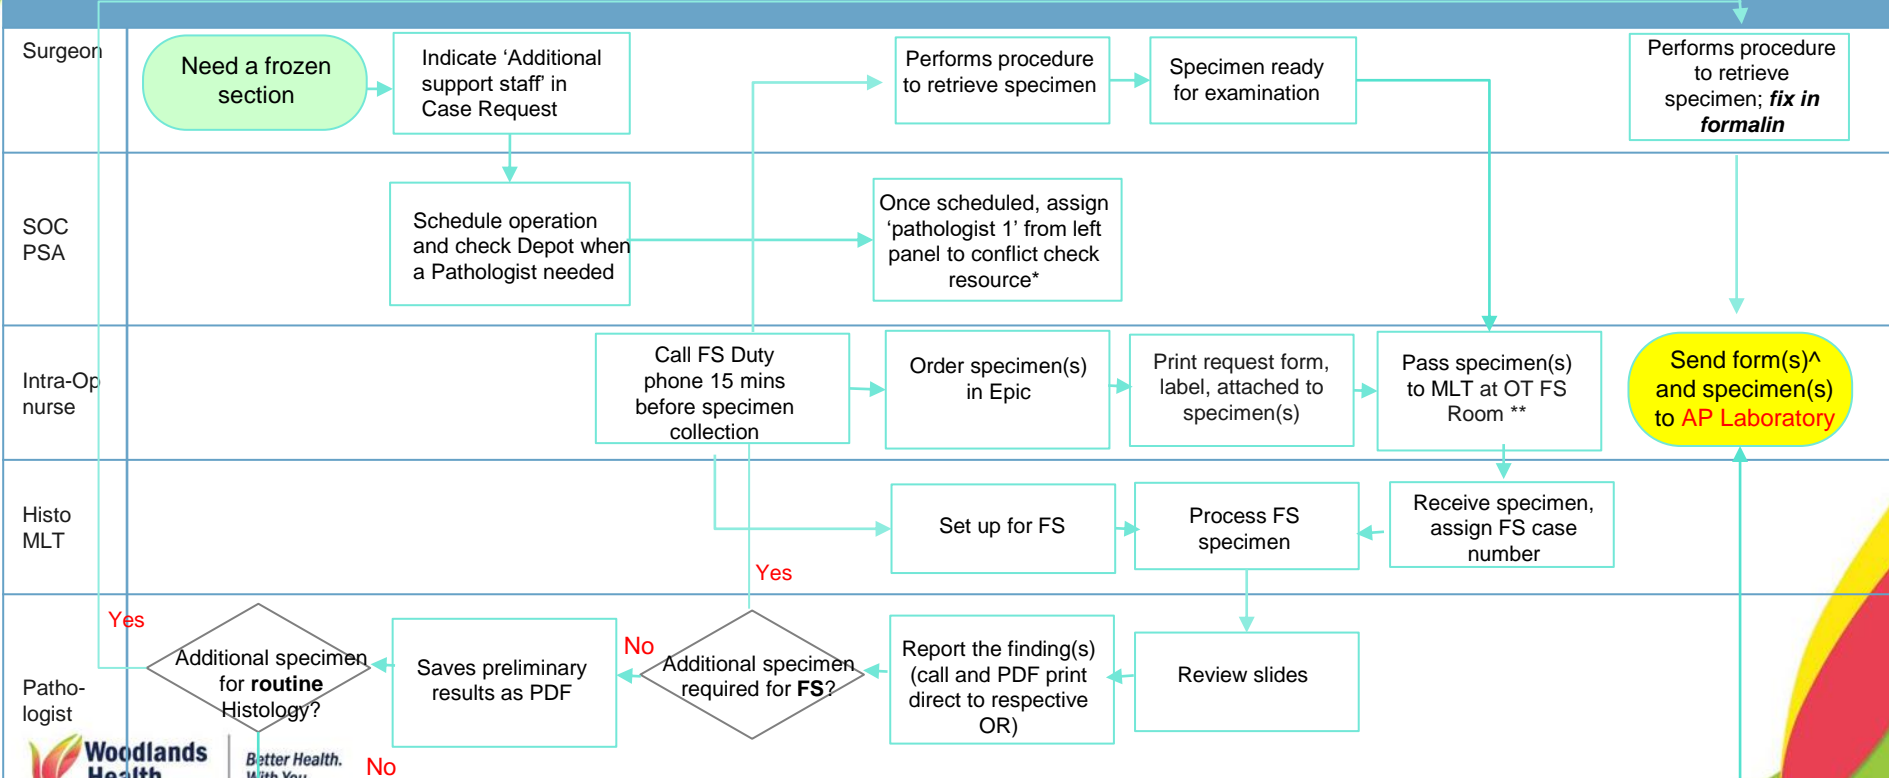 Surgeon
Need a frozen
section
Indicate ‘Additional
support staff’ in
Case Request
Performs procedure
to retrieve specimen
Specimen ready
for examination
Performs procedure
to retrieve
specimen; fix in
formalin
SOC
PSA
Schedule operation
and check Depot when
a Pathologist needed
Once scheduled, assign
‘pathologist 1’ from left
panel to conflict check
resource*
Intra-Op
nurse
Call FS Duty
phone 15 mins
before specimen
collection
Order specimen(s)
in Epic
Print request form,
label, attached to
specimen(s)
Pass specimen(s)
to MLT at OT FS
Room **
Send form(s)^
and specimen(s)
to AP Laboratory
Histo
MLT
Set up for FS
Process FS
specimen
Receive specimen,
assign FS case
number
Yes
Yes
Patho-
logist
Additional specimen
for routine
Histology?
Saves preliminary
results as PDF
No
Additional specimen
required for FS?
Report the finding(s)
(call and PDF print
direct to respective
OR)
Review slides
Woodlands
Health
Better Health.
With You
No